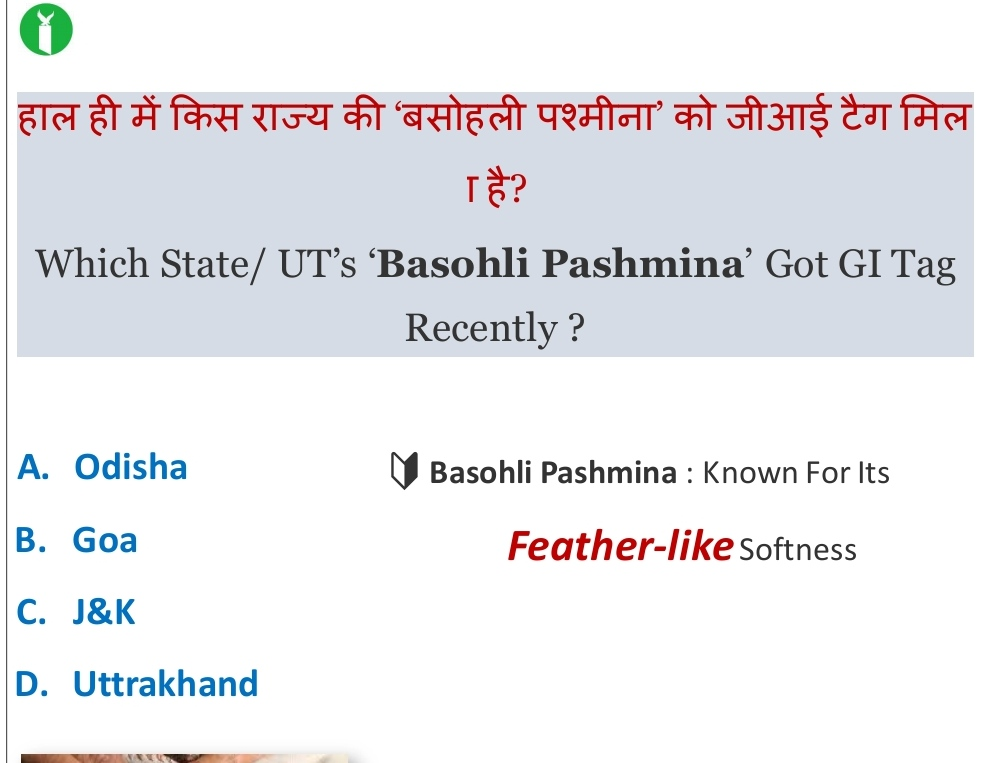 हाल ही में किस राज्य की ‘बसोहली पश्मीना’ को जीआई टैग मिल
ा है?
Which State/ UT’s ‘Basohli Pashmina’ Got GI Tag
Recently ?
A. Odisha
Basohli Pashmina : Known For Its
Feather-like Softness
B. Goa
C. J&K
D. Uttrakhand